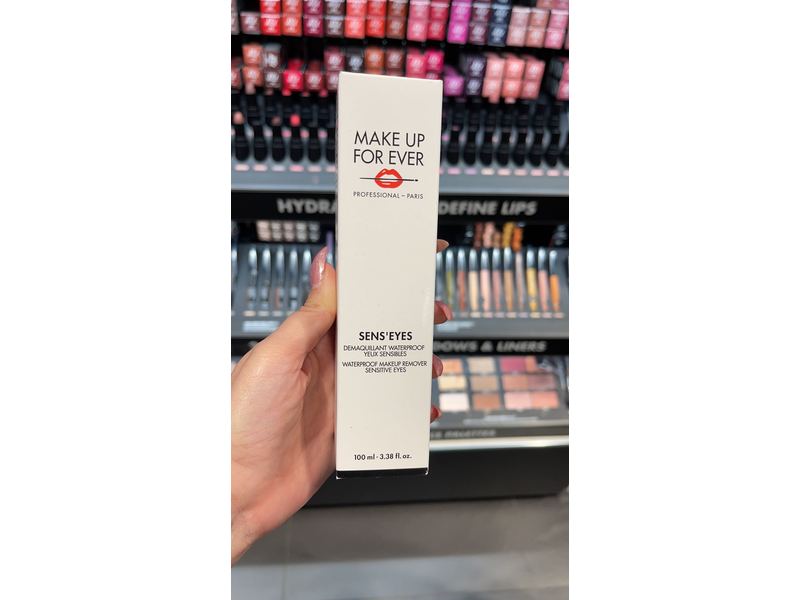 MAKE UP
FOR EVER
PROFESSIONAL – PARIS
HYDRA
DEFINE LIPS
SENS'EYES
DEMAQUILLANT WATERPROOF
YEUX SENSIBLES
WATERPROOF MAKEUP REMOVER
SENSITIVE EYES
DOWS & LINERS
PALETTES
100 ml - 3.38 fl. oz.